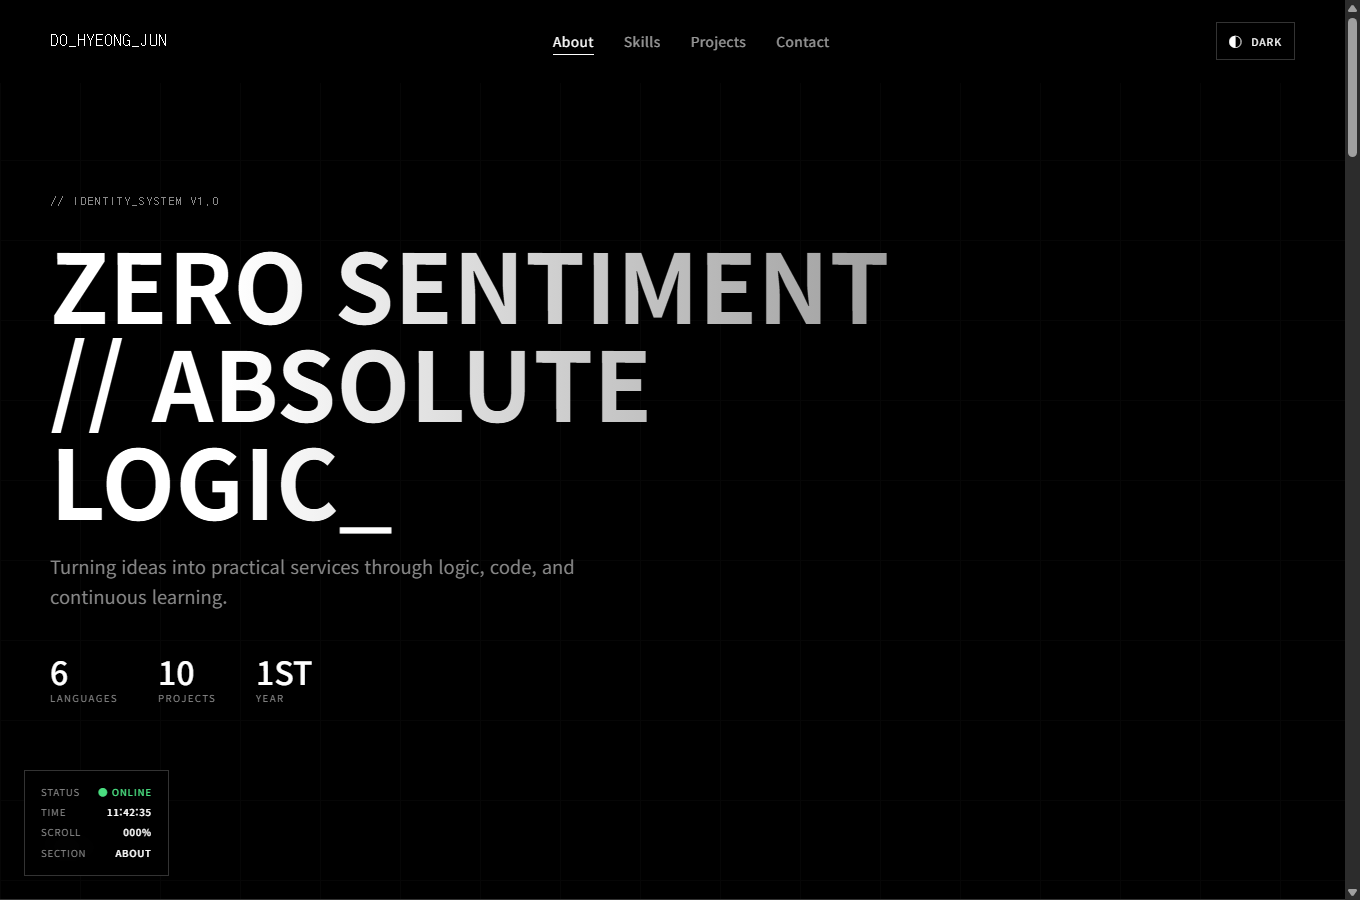 DO_HYEONG_JUN
About Skills Projects Contact
DARK
// IDENTITY_SYSTEM V1.0
ZERO SENTIMENT
// ABSOLUTE
LOGIC_
Turning ideas into practical services through logic, code, and
continuous learning.
6 10 1ST
LANGUAGES PROJECTS YEAR
STATUS ONLINE
TIME 11:42:35
SCROLL 000%
SECTION ABOUT